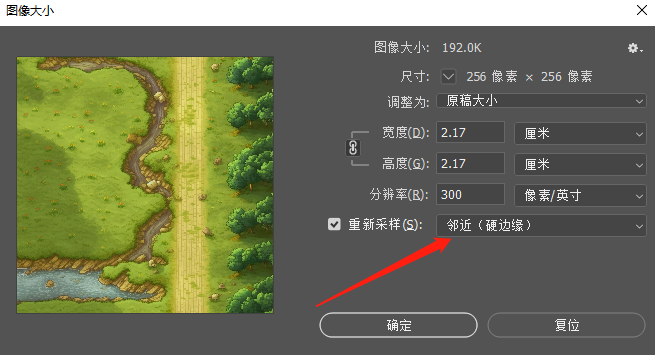 图像大小
图像大小: 192.0K
尺寸: 256 像素 × 256 像素
调整为: 原稿大小
宽度(D): 2.17 厘米
高度(G): 2.17 厘米
分辨率(R): 300 像素/英寸
重新采样(S): 邻近（硬边缘）
确定 复位